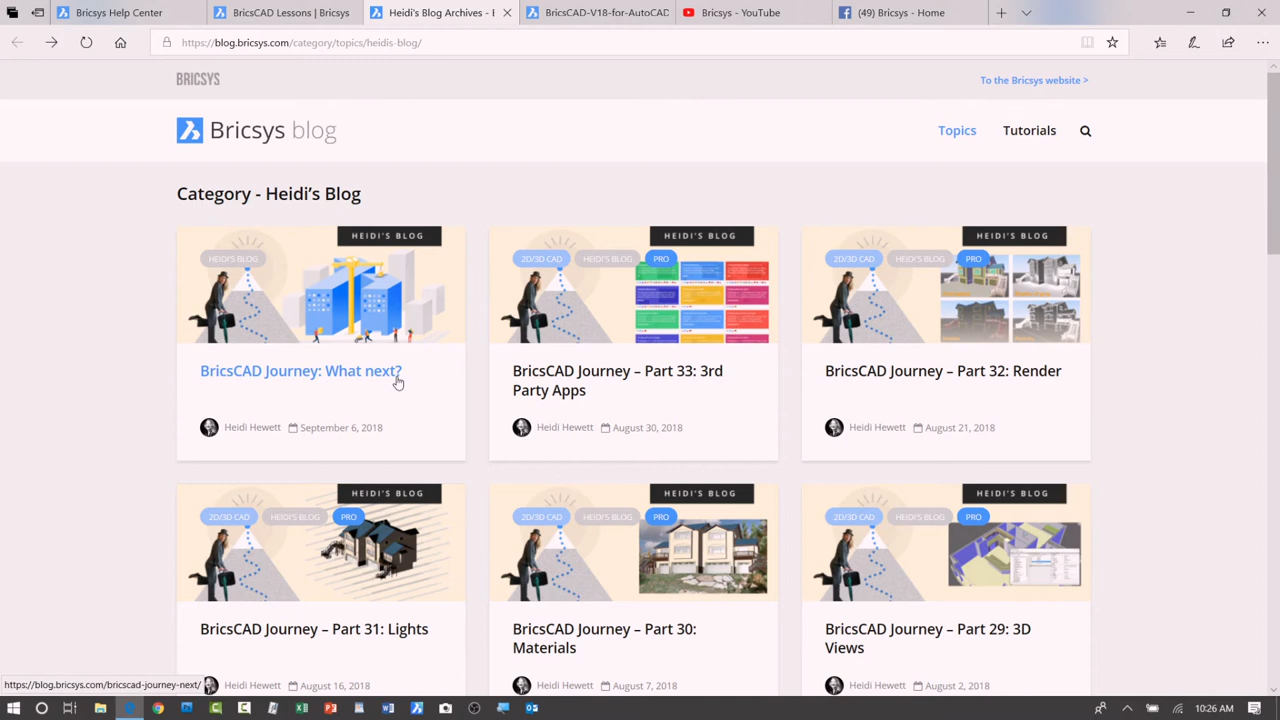 Bricsys Help Center
BricsCAD Lessons | Bricsys
Heidi's Blog Archives - B
BricsCAD-V18-for-AutoCAD
Bricsys - YouTube
(49) Bricsys - Home
https://blog.bricsys.com/category/topics/heidis-blog/
BRICSYS
To the Bricsys website >
Bricsys blog
Topics
Tutorials
Category - Heidi's Blog
HEIDI'S BLOG
HEIDI'S BLOG
BricsCAD Journey: What next?
Heidi Hewett
September 6, 2018
HEIDI'S BLOG
2D/3D CAD
HEIDI'S BLOG
PRO
BricsCAD Journey – Part 33: 3rd
Party Apps
Heidi Hewett
August 30, 2018
HEIDI'S BLOG
2D/3D CAD
HEIDI'S BLOG
PRO
BricsCAD Journey – Part 32: Render
Heidi Hewett
August 21, 2018
HEIDI'S BLOG
2D/3D CAD
HEIDI'S BLOG
PRO
BricsCAD Journey – Part 31: Lights
Heidi Hewett
August 16, 2018
HEIDI'S BLOG
2D/3D CAD
HEIDI'S BLOG
PRO
BricsCAD Journey – Part 30:
Materials
Heidi Hewett
August 7, 2018
HEIDI'S BLOG
2D/3D CAD
HEIDI'S BLOG
PRO
BricsCAD Journey – Part 29: 3D
Views
Heidi Hewett
August 2, 2018
https://blog.bricsys.com/bricscad-journey-next/
10:26 AM